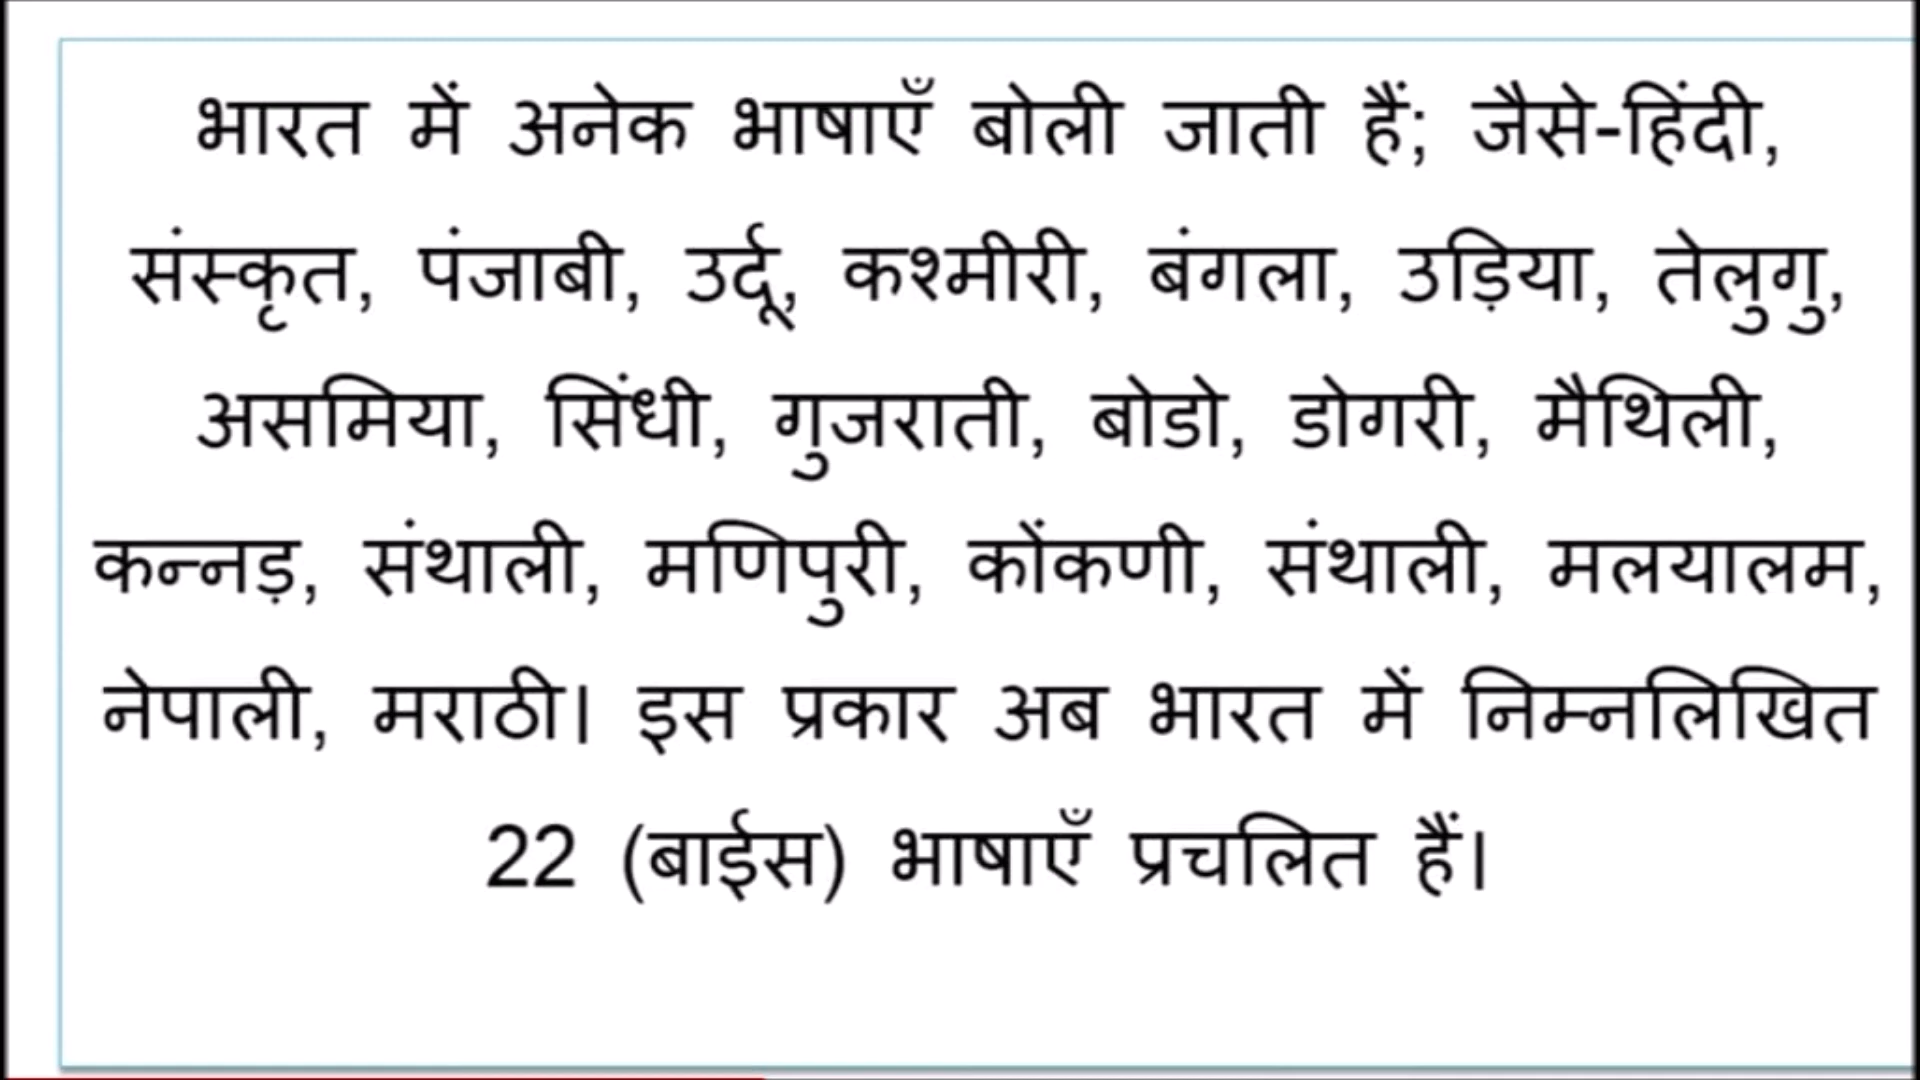 भारत में अनेक भाषाएँ बोली जाती हैं; जैसे-हिंदी,
संस्कृत, पंजाबी, उर्दू, कश्मीरी, बंगला, उड़िया, तेलुगु,
असमिया, सिंधी, गुजराती, बोडो, डोगरी, मैथिली,
कन्नड़, संथाली, मणिपुरी, कोंकणी, संथाली, मलयालम,
नेपाली, मराठी। इस प्रकार अब भारत में निम्नलिखित
22 (बाईस) भाषाएँ प्रचलित हैं।